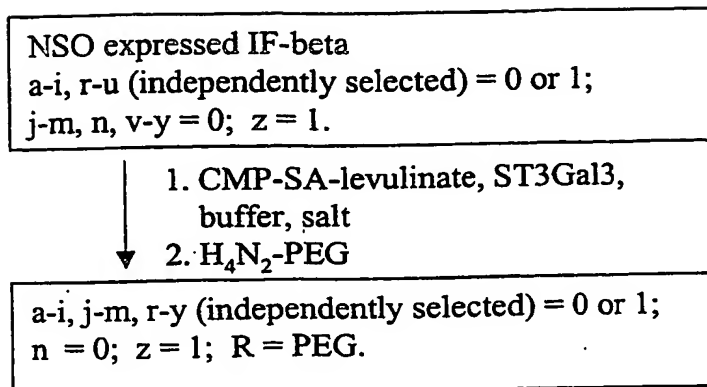 NSO expressed IF-beta
a-i, r-u (independently selected) = 0 or 1;
j-m, n, v-y = 0; z = 1.
1. CMP-SA-levulinate, ST3Gal3,
buffer, salt
2. H₄N₂-PEG
a-i, j-m, r-y (independently selected) = 0 or 1;
n = 0; z = 1; R = PEG.